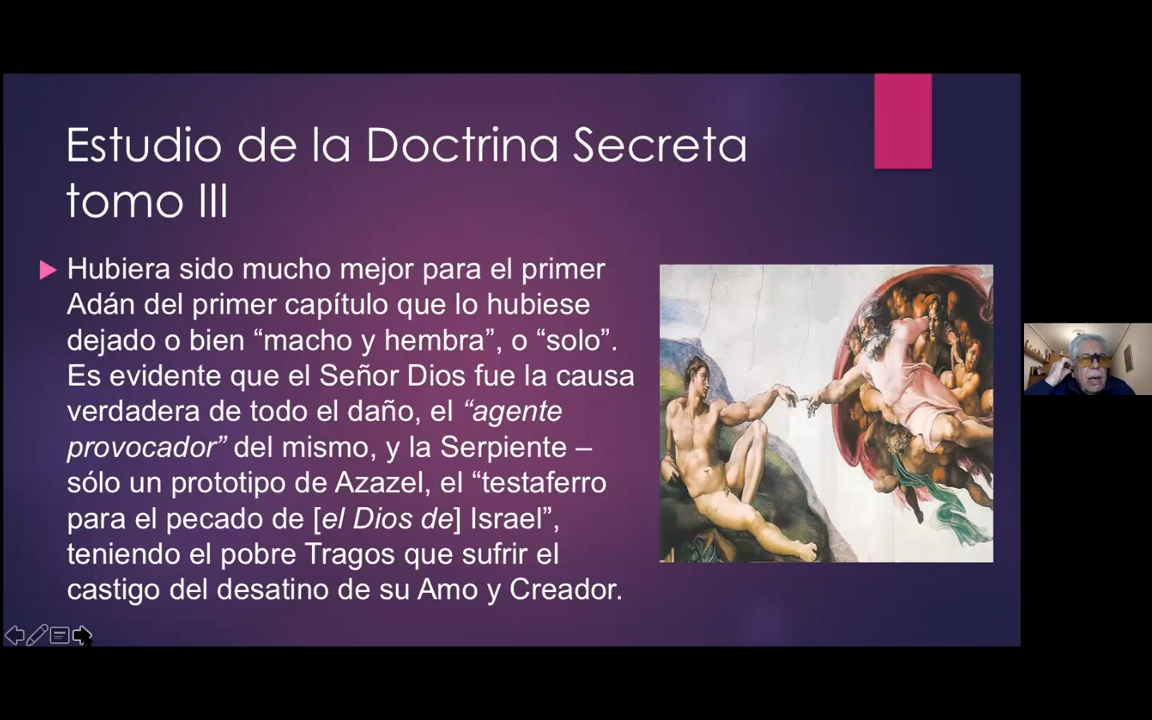 Estudio de la Doctrina Secreta
tomo III
Hubiera sido mucho mejor para el primer
Adán del primer capítulo que lo hubiese
dejado o bien “macho y hembra”, o “solo”.
Es evidente que el Señor Dios fue la causa
verdadera de todo el daño, el “agente
provocador” del mismo, y la Serpiente –
sólo un prototipo de Azazel, el “testaferro
para el pecado de [el Dios de] Israel”,
teniendo el pobre Tragos que sufrir el
castigo del desatino de su Amo y Creador.